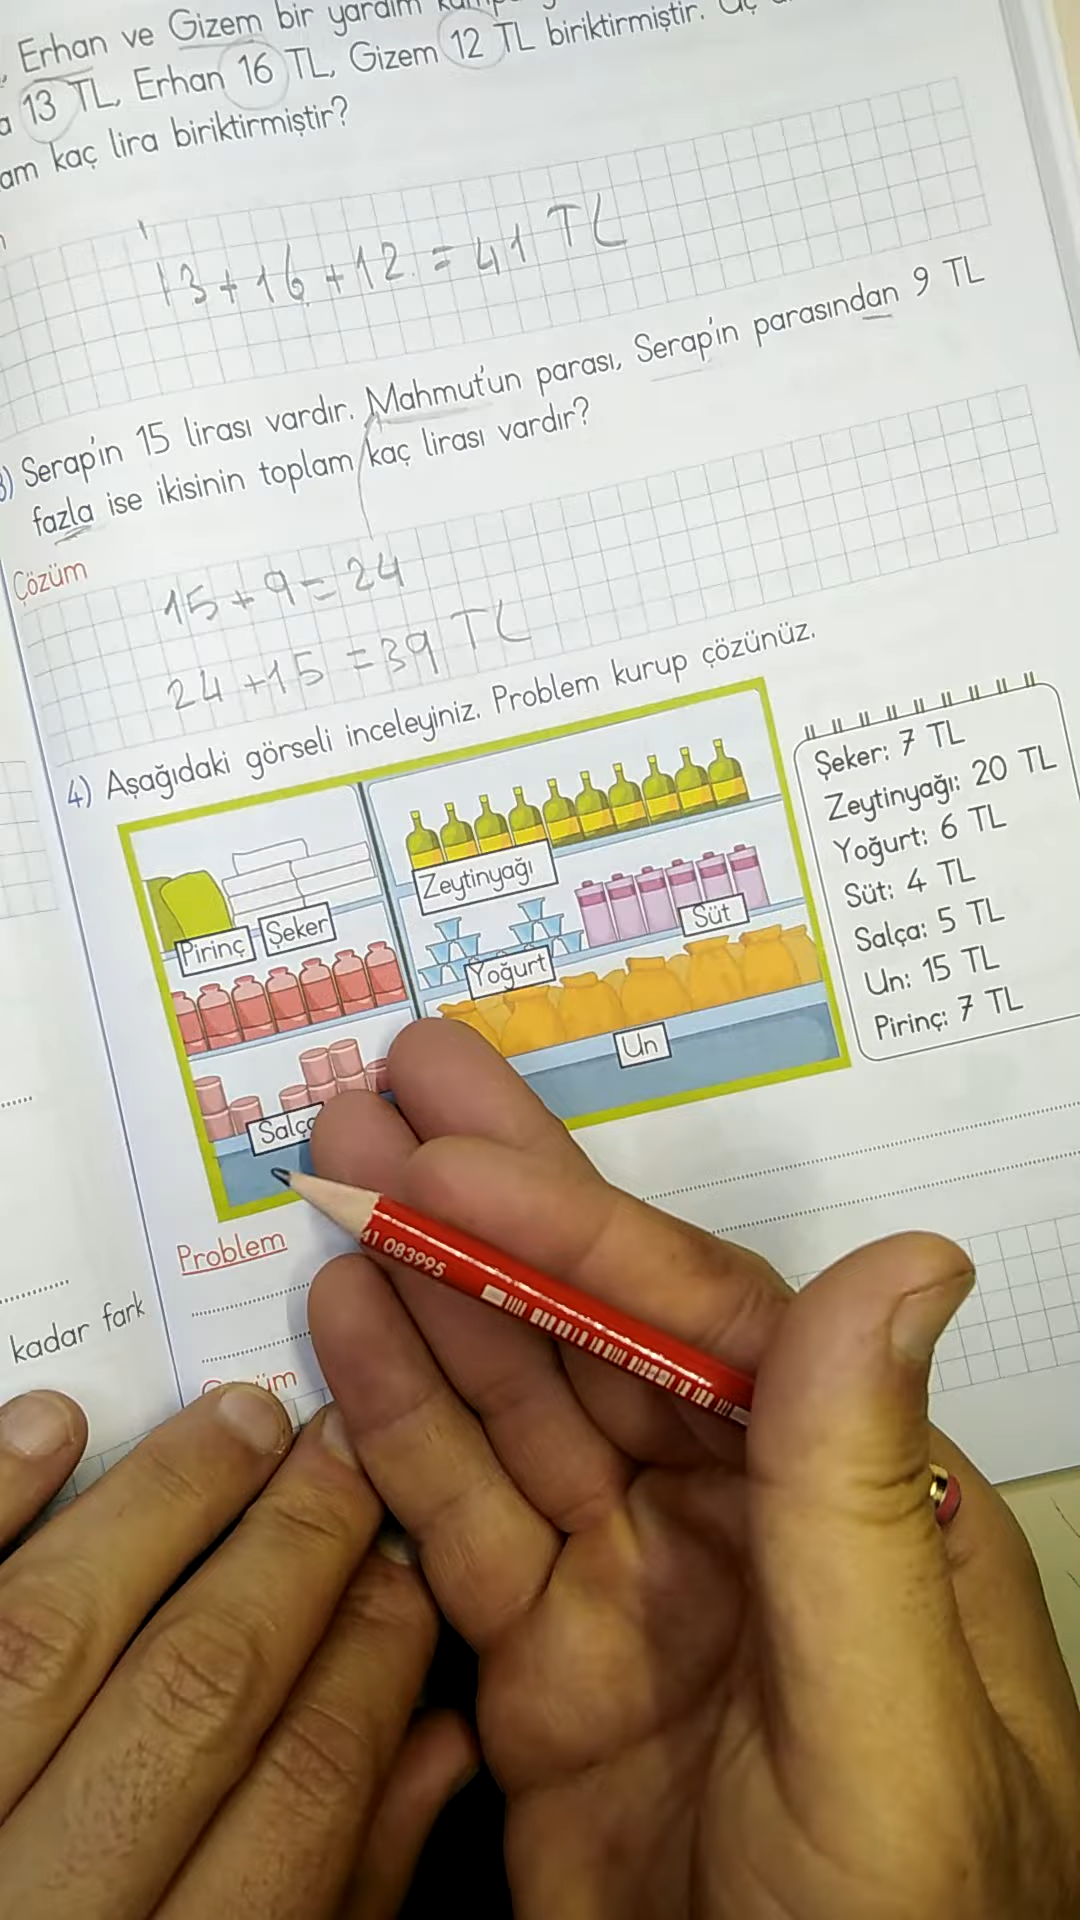 Erhan ve Gizem bir yardım
13 TL, Erhan 16 TL, Gizem 12 TL biriktirmiştir. Üç
am kaç lira biriktirmiştir?
13 + 16 + 12 = 41 TL
3) Serap'ın 15 lirası vardır. Mahmut'un parası, Serap'ın parasından 9 TL
fazla ise ikisinin toplam kaç lirası vardır?
Çözüm
15 + 9 = 24
24 + 15 = 39 TL
4) Aşağıdaki görseli inceleyiniz. Problem kurup çözünüz.
Pirinç
Şeker
Zeytinyağı
Yoğurt
Süt
Un
Salça
Şeker: 7 TL
Zeytinyağı: 20 TL
Yoğurt: 6 TL
Süt: 4 TL
Salça: 5 TL
Un: 15 TL
Pirinç: 7 TL
Problem
kadar fark
41 083995